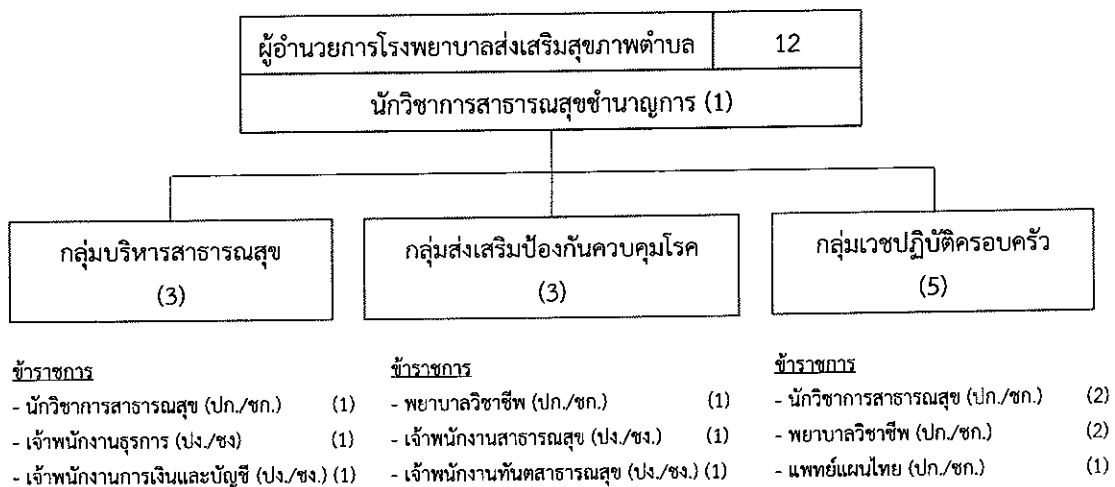 ผู้อำนวยการโรงพยาบาลส่งเสริมสุขภาพตำบล 12
นักวิชาการสาธารณสุขชำนาญการ (1)
กลุ่มบริหารสาธารณสุข
(3)
กลุ่มส่งเสริมป้องกันควบคุมโรค
(3)
กลุ่มเวชปฏิบัติครอบครัว
(5)
ข้าราชการ
- นักวิชาการสาธารณสุข (ปก./ชก.) (1)
- เจ้าพนักงานธุรการ (ปง./ชง) (1)
- เจ้าพนักงานการเงินและบัญชี (ปง./ชง.) (1)
ข้าราชการ
- พยาบาลวิชาชีพ (ปก./ชก.) (1)
- เจ้าพนักงานสาธารณสุข (ปง./ชง.) (1)
- เจ้าพนักงานทันตสาธารณสุข (ปง./ชง.) (1)
ข้าราชการ
- นักวิชาการสาธารณสุข (ปก./ชก.) (2)
- พยาบาลวิชาชีพ (ปก./ชก.) (2)
- แพทย์แผนไทย (ปก./ชก.) (1)